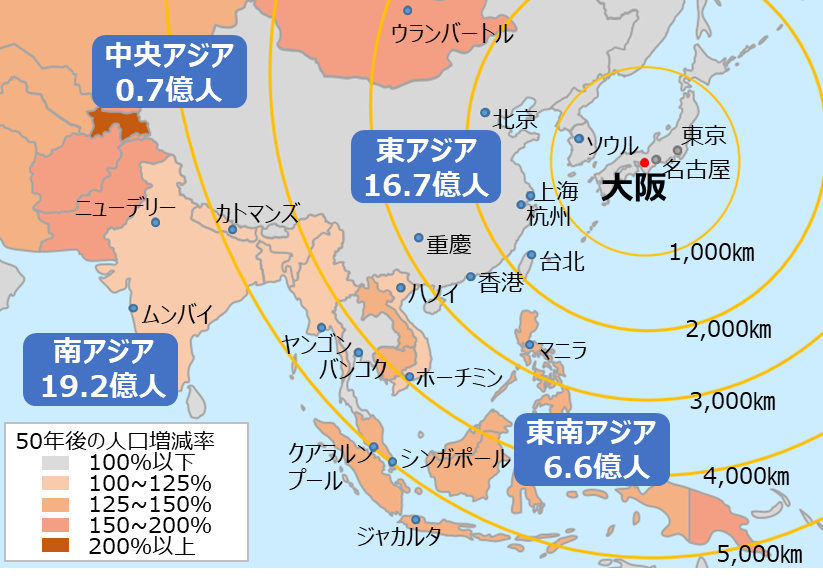 ウランバートル
中央アジア
0.7億人
北京
東アジア
16.7億人
ソウル
東京
名古屋
大阪
上海
杭州
ニューデリー
カトマンズ
重慶
台北
1,000㎞
香港
ハノイ
ムンバイ
2,000㎞
南アジア
19.2億人
ヤンゴン
バンコク
マニラ
ホーチミン
3,000㎞
東南アジア
6.6億人
50年後の人口増減率
100%以下
100~125%
125~150%
150~200%
200%以上
クアラルン
プール
シンガポール
4,000㎞
ジャカルタ
5,000㎞